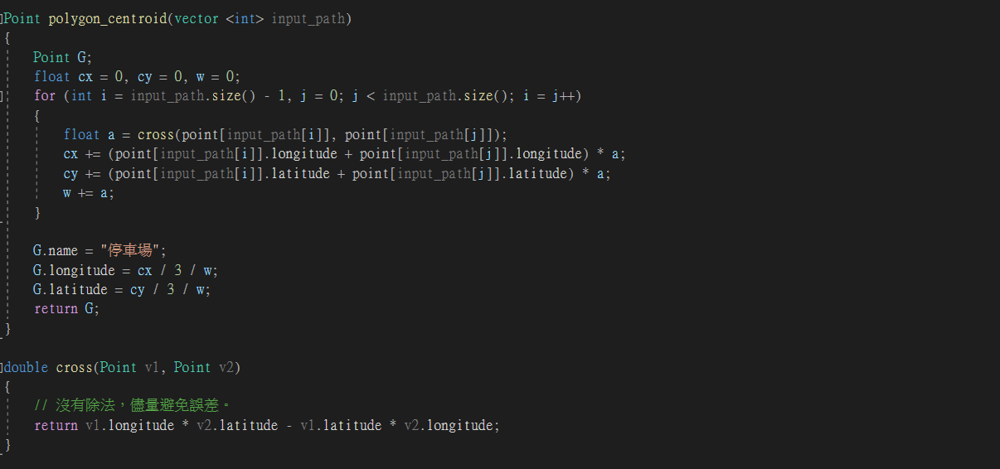 Point polygon_centroid(vector <int> input_path)
{
    Point G;
    float cx = 0, cy = 0, w = 0;
    for (int i = input_path.size() - 1, j = 0; j < input_path.size(); i = j++)
    {
        float a = cross(point[input_path[i]], point[input_path[j]]);
        cx += (point[input_path[i]].longitude + point[input_path[j]].longitude) * a;
        cy += (point[input_path[i]].latitude + point[input_path[j]].latitude) * a;
        w += a;
    }
    G.name = "停車場";
    G.longitude = cx / 3 / w;
    G.latitude = cy / 3 / w;
    return G;
}
double cross(Point v1, Point v2)
{
    // 沒有除法，儘量避免誤差。
    return v1.longitude * v2.latitude - v1.latitude * v2.longitude;
}